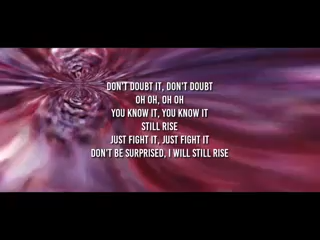 DON'T DOUBT IT, DON'T DOUBT
OH OH, OH OH
YOU KNOW IT, YOU KNOW IT
STILL RISE
JUST FIGHT IT, JUST FIGHT IT
DON'T BE SURPRISED, I WILL STILL RISE